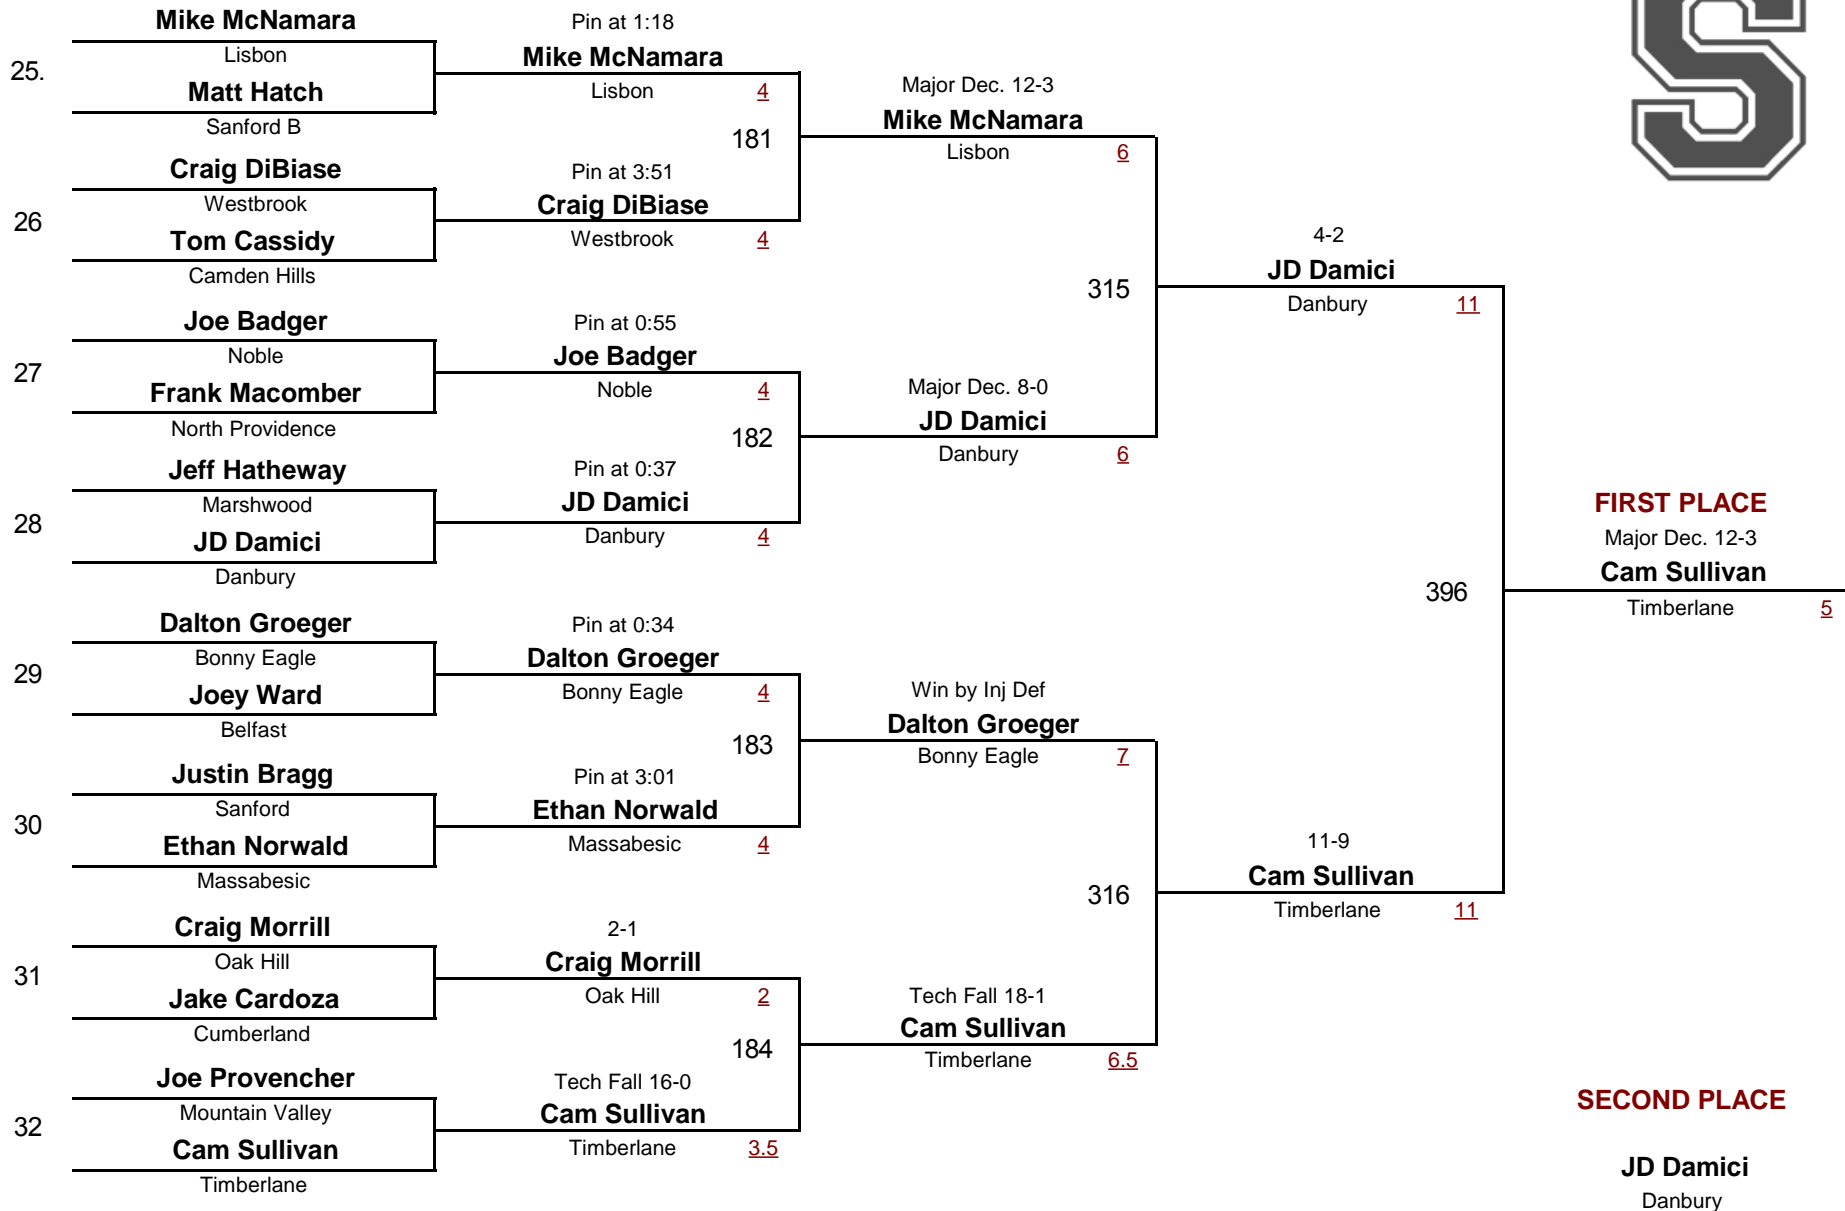 Mike McNamara
Lisbon
25.
Matt Hatch
Sanford B
Craig DiBiase
Westbrook
26
Tom Cassidy
Camden Hills
Joe Badger
Noble
27
Frank Macomber
North Providence
Jeff Hatheway
Marshwood
28
JD Damici
Danbury
Dalton Groeger
Bonny Eagle
29
Joey Ward
Belfast
Justin Bragg
Sanford
30
Ethan Norwald
Massabesic
Craig Morrill
Oak Hill
31
Jake Cardoza
Cumberland
Joe Provencher
Mountain Valley
32
Cam Sullivan
Timberlane
Pin at 1:18
Mike McNamara
Lisbon 4
181
Pin at 3:51
Craig DiBiase
Westbrook 4
Pin at 0:55
Joe Badger
Noble 4
182
Pin at 0:37
JD Damici
Danbury 4
Pin at 0:34
Dalton Groeger
Bonny Eagle 4
183
Pin at 3:01
Ethan Norwald
Massabesic 4
2-1
Craig Morrill
Oak Hill 2
184
Tech Fall 16-0
Cam Sullivan
Timberlane 3.5
Major Dec. 12-3
Mike McNamara
Lisbon 6
315
Major Dec. 8-0
JD Damici
Danbury 6
Win by Inj Def
Dalton Groeger
Bonny Eagle 7
316
Tech Fall 18-1
Cam Sullivan
Timberlane 6.5
4-2
JD Damici
Danbury 11
396
11-9
Cam Sullivan
Timberlane 11
S
FIRST PLACE
Major Dec. 12-3
Cam Sullivan
Timberlane 5
SECOND PLACE
JD Damici
Danbury